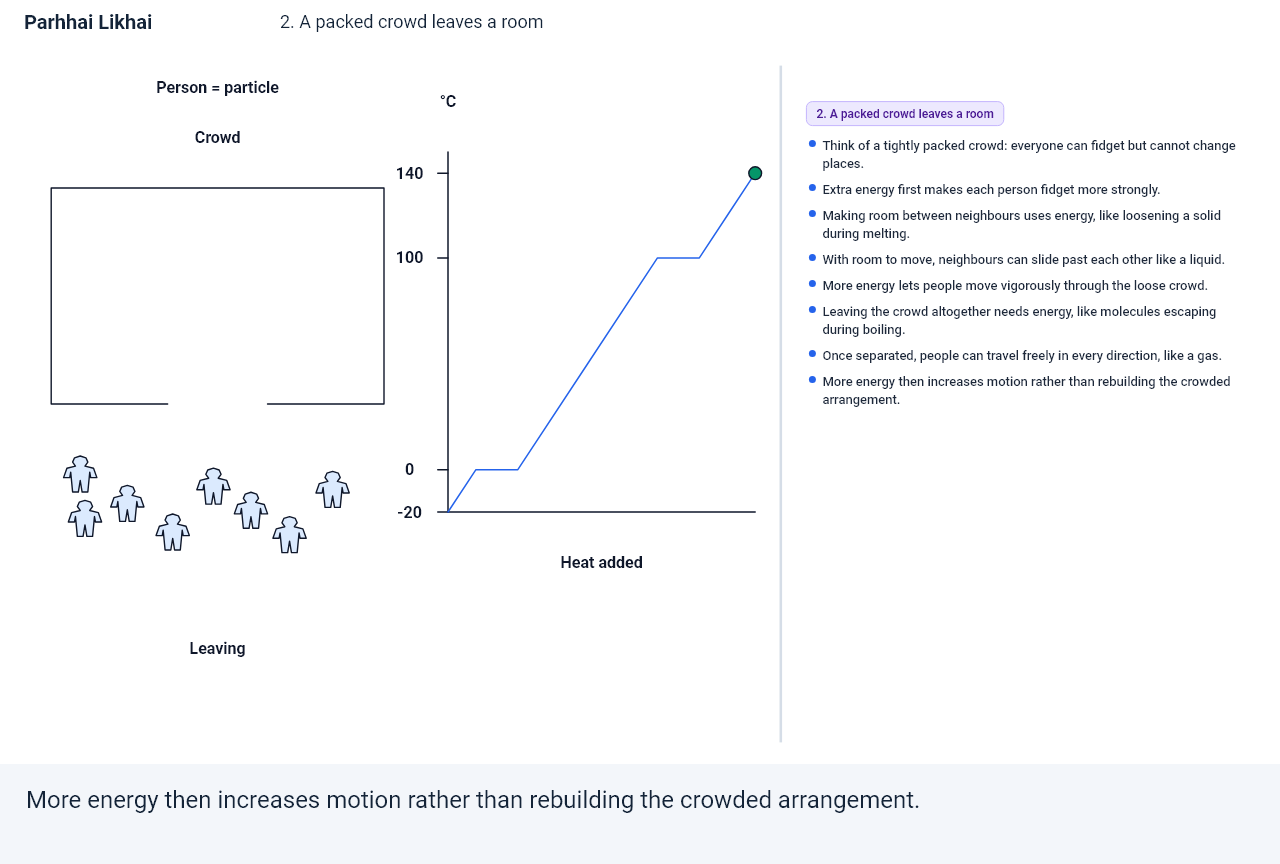 Parhhai Likhai
2. A packed crowd leaves a room
Person = particle
Crowd
Leaving
°C
140
100
0
-20
Heat added
2. A packed crowd leaves a room
Think of a tightly packed crowd: everyone can fidget but cannot change
places.
Extra energy first makes each person fidget more strongly.
Making room between neighbours uses energy, like loosening a solid
during melting.
With room to move, neighbours can slide past each other like a liquid.
More energy lets people move vigorously through the loose crowd.
Leaving the crowd altogether needs energy, like molecules escaping
during boiling.
Once separated, people can travel freely in every direction, like a gas.
More energy then increases motion rather than rebuilding the crowded
arrangement.
More energy then increases motion rather than rebuilding the crowded arrangement.